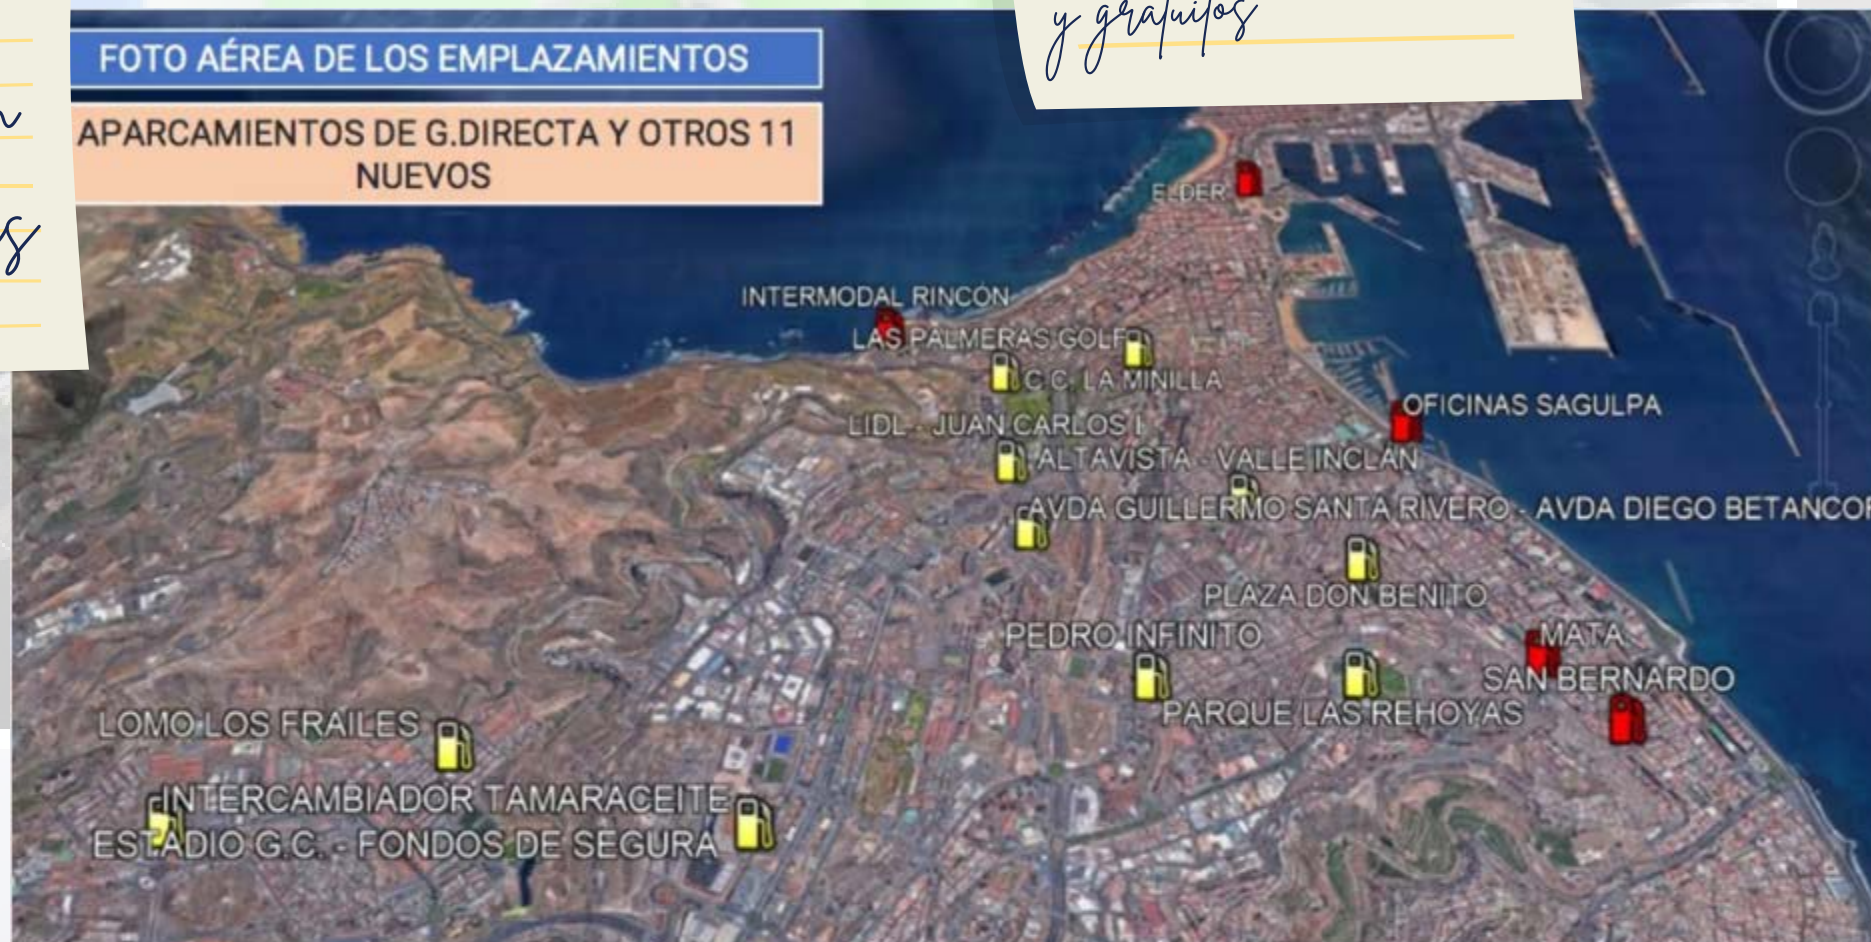 y gratuitos
FOTO AÉREA DE LOS EMPLAZAMIENTOS
APARCAMIENTOS DE G.DIRECTA Y OTROS 11
NUEVOS
ELDER
INTERMODAL RINCÓN
LAS PALMERAS GOLF
C.C. LA MINILLA
OFICINAS SAGULPA
LIDL - JUAN CARLOS I
ALTAVISTA - VALLE INCLÁN
AVDA GUILLERMO SANTA RIVERO - AVDA DIEGO BETANCOR
PLAZA DON BENITO
PEDRO INFINITO
MATA
SAN BERNARDO
PARQUE LAS REHOYAS
LOMO LOS FRAILES
INTERCAMBIADOR TAMARACEITE
ESTADIO G.C. - FONDOS DE SEGURA